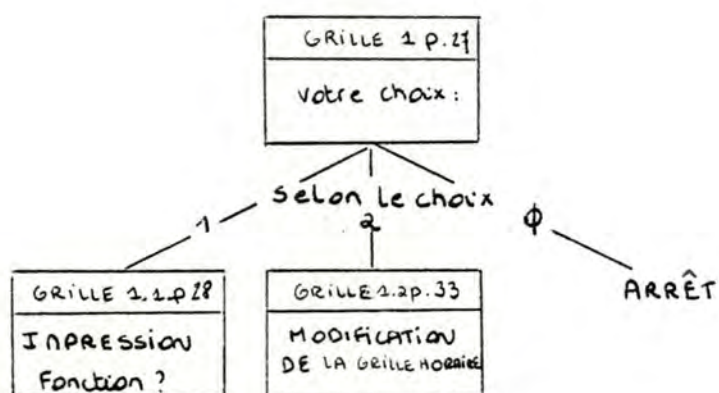 GRILLE 1 p.27
votre choix :
selon le choix
1
2
ϕ
GRILLE 1.1.p 28
GRILLE 1.2p.33
ARRÊT
IMPRESSION
Fonction ?
MODIFICATION
DE LA GRILLE HORAIRE